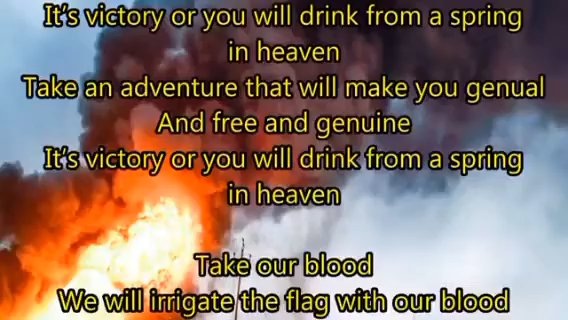 It's victory or you will drink from a spring
in heaven
Take an adventure that will make you genual
And free and genuine
It's victory or you will drink from a spring
in heaven
Take our blood
We will irrigate the flag with our blood